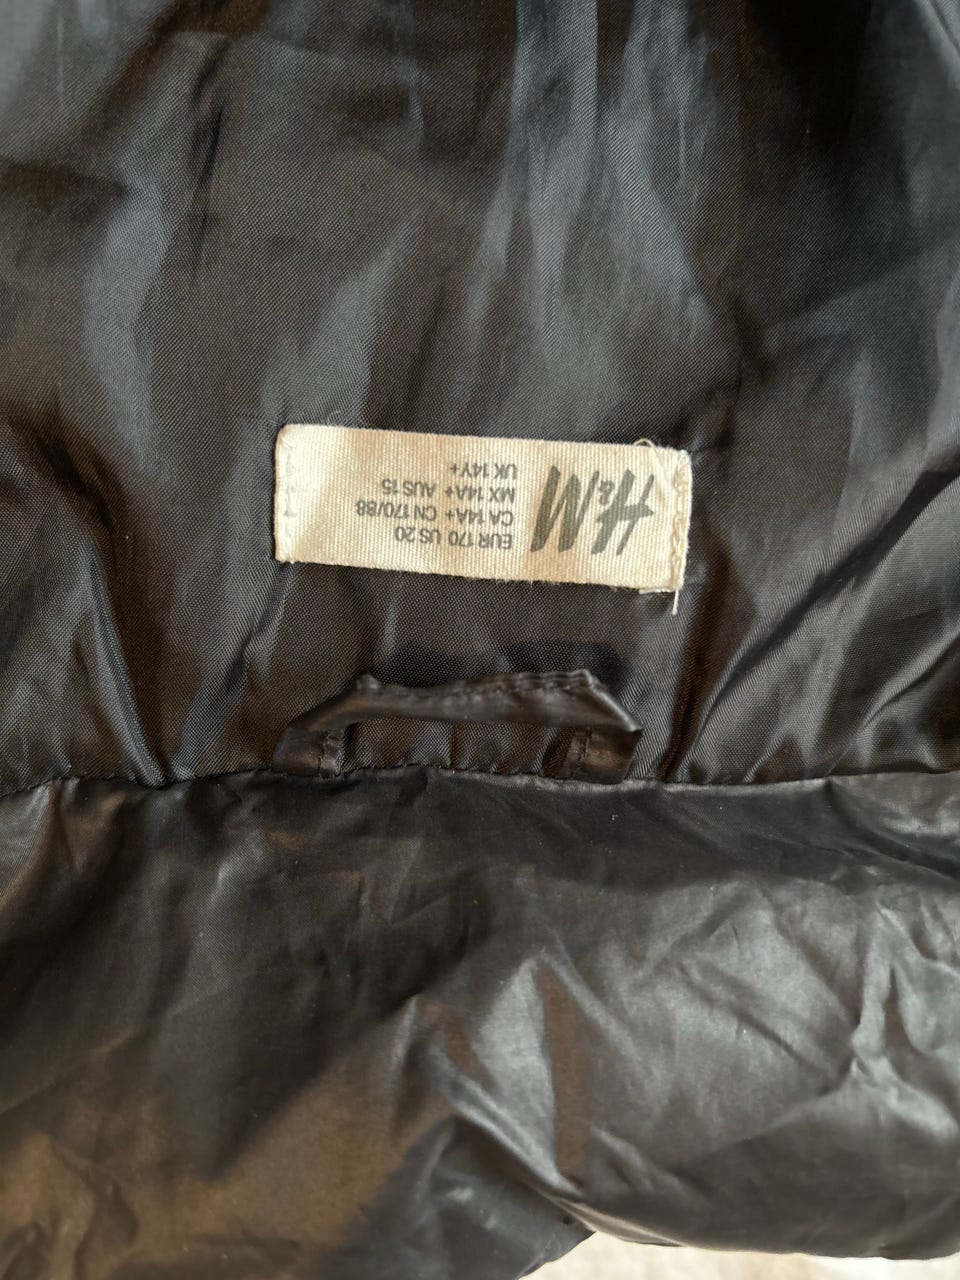 H&M
EUR 170 US 20
CA 14A+ CN 170/88
MX 14A+ AUS 15
UK 14Y+